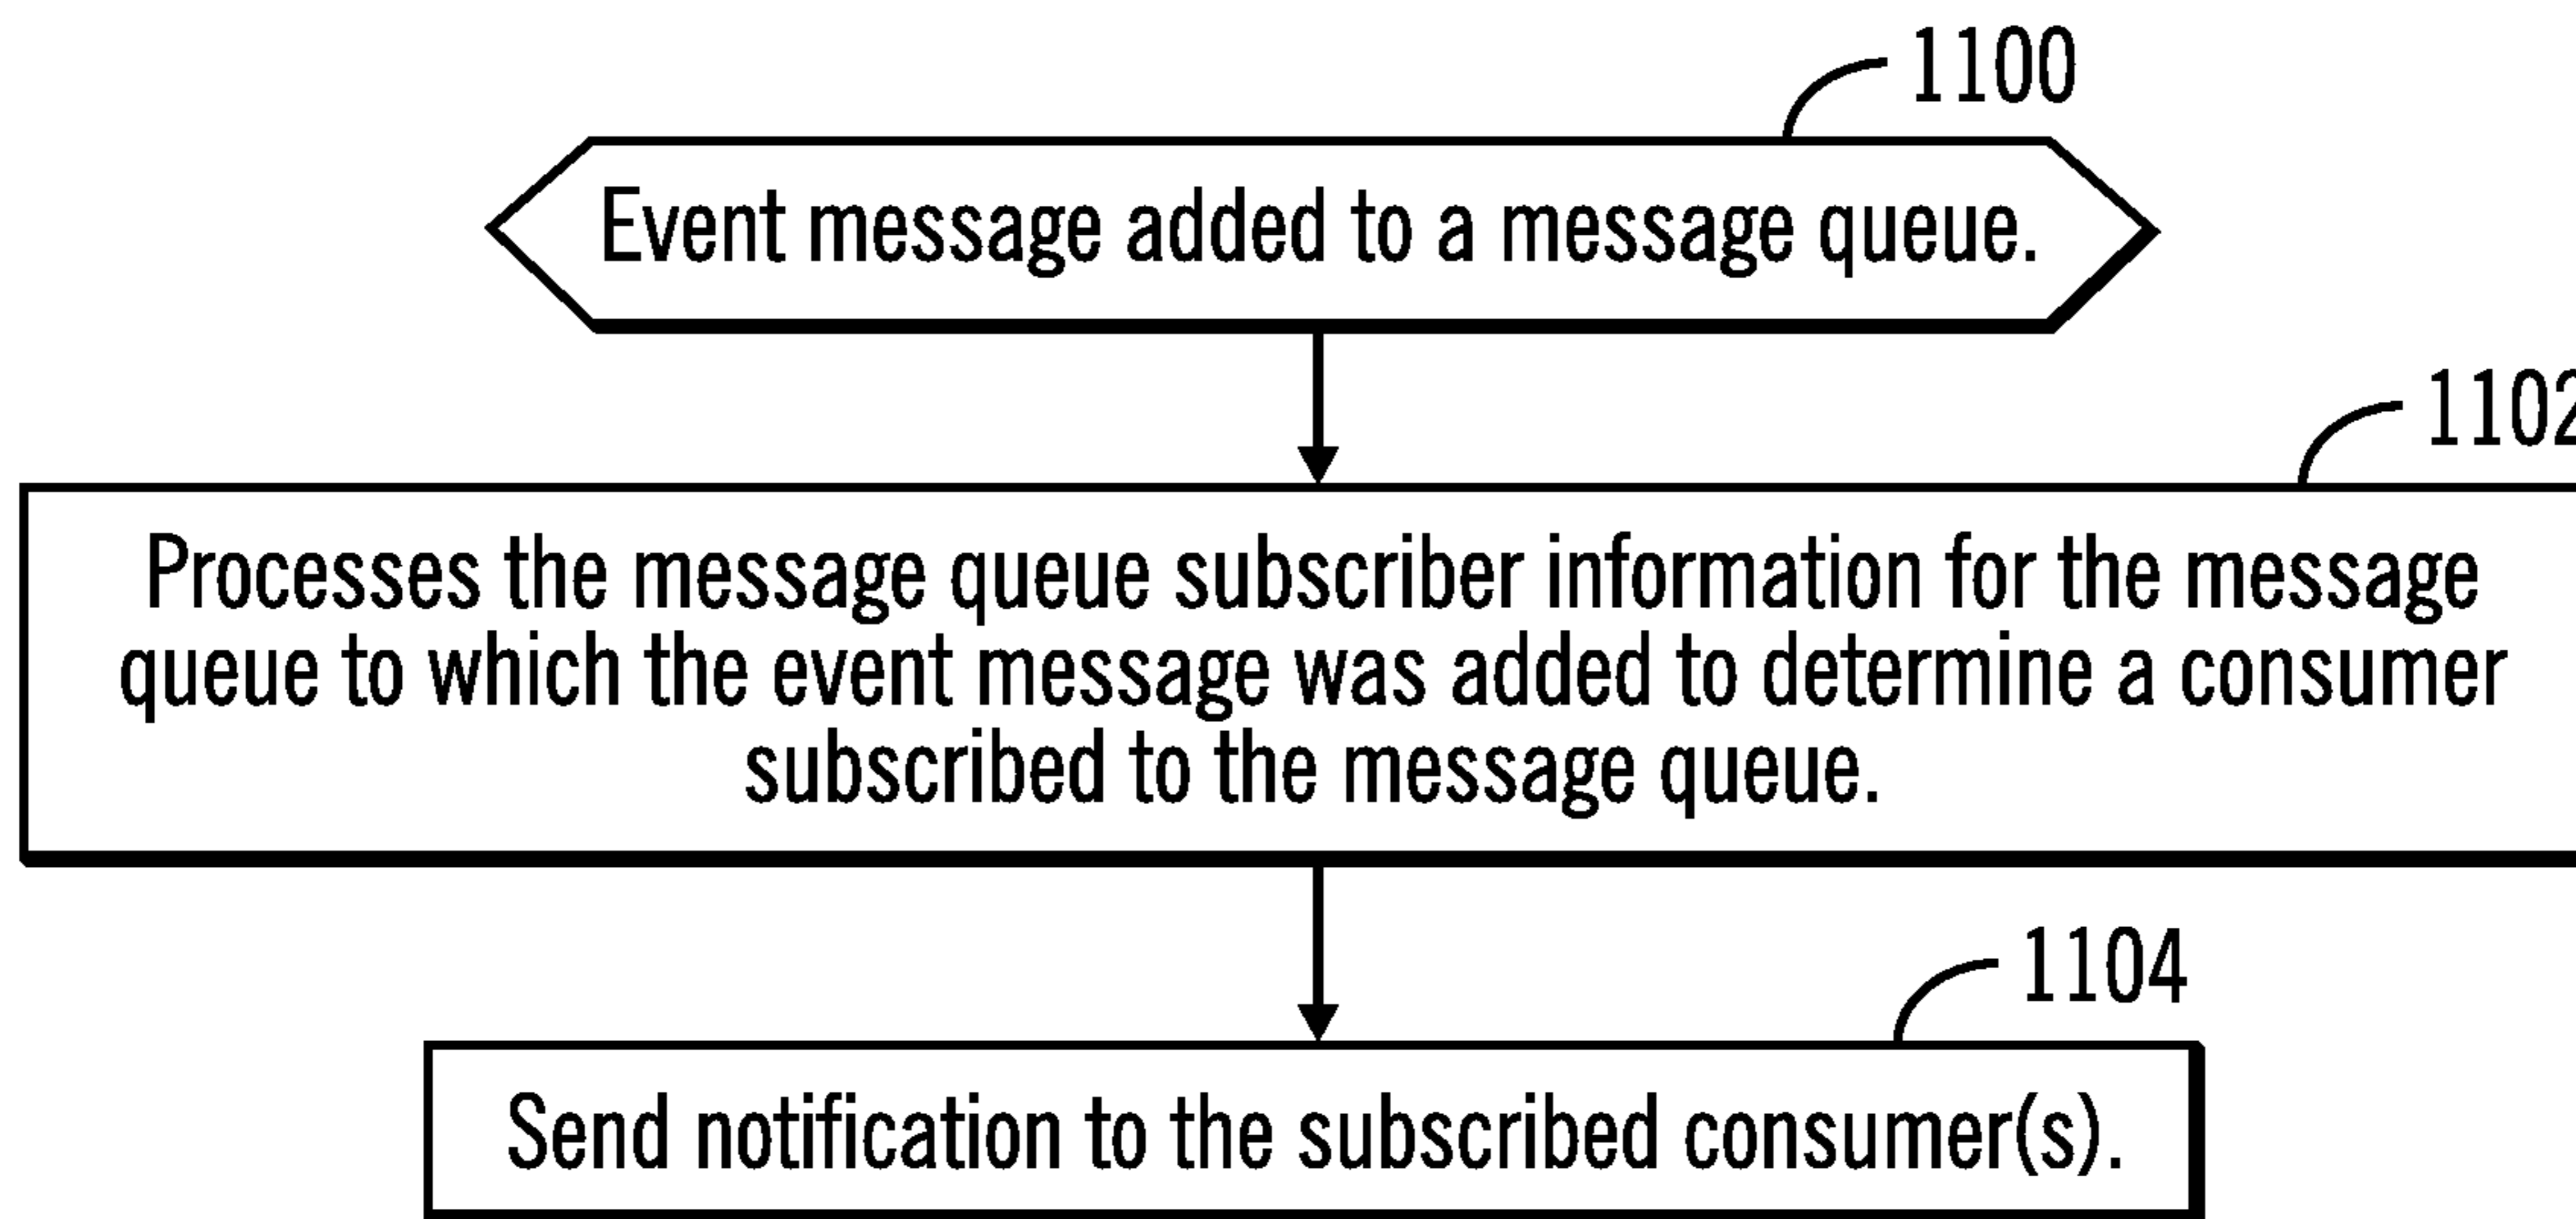 1100
Event message added to a message queue.
1102
Processes the message queue subscriber information for the message
queue to which the event message was added to determine a consumer
subscribed to the message queue.
1104
Send notification to the subscribed consumer(s).